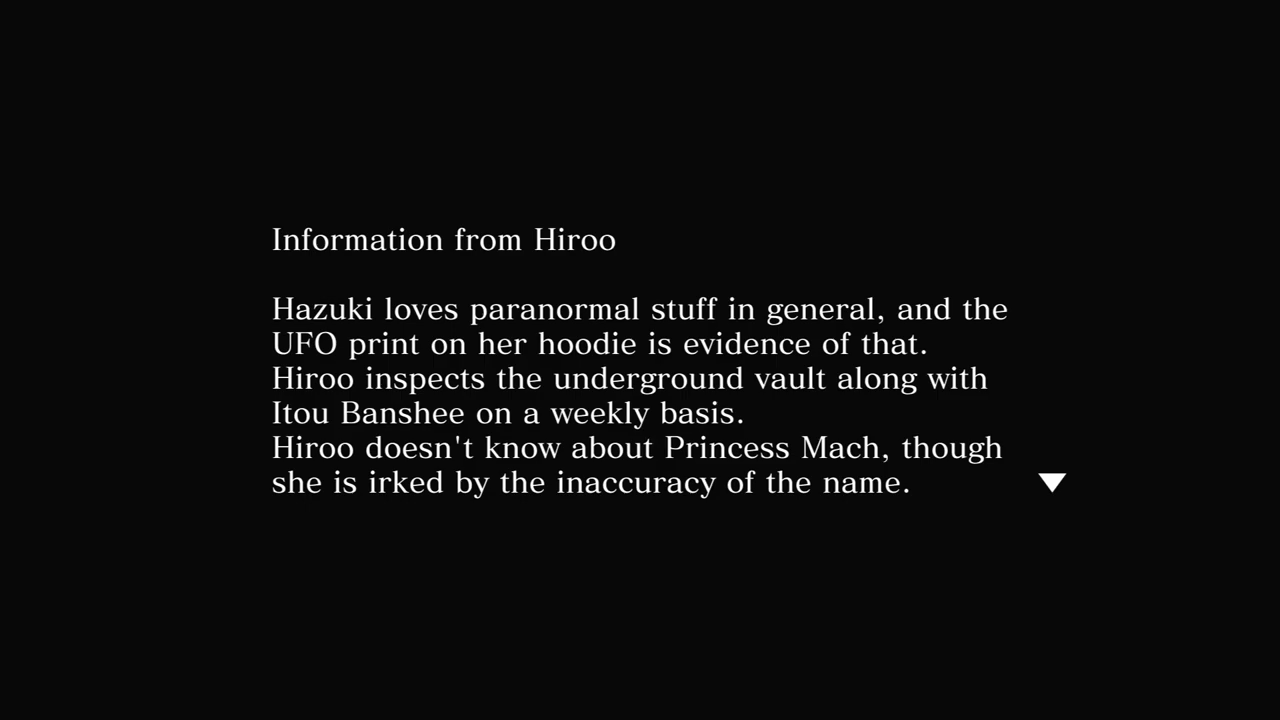 Information from Hiroo
Hazuki loves paranormal stuff in general, and the
UFO print on her hoodie is evidence of that.
Hiroo inspects the underground vault along with
Itou Banshee on a weekly basis.
Hiroo doesn't know about Princess Mach, though
she is irked by the inaccuracy of the name.